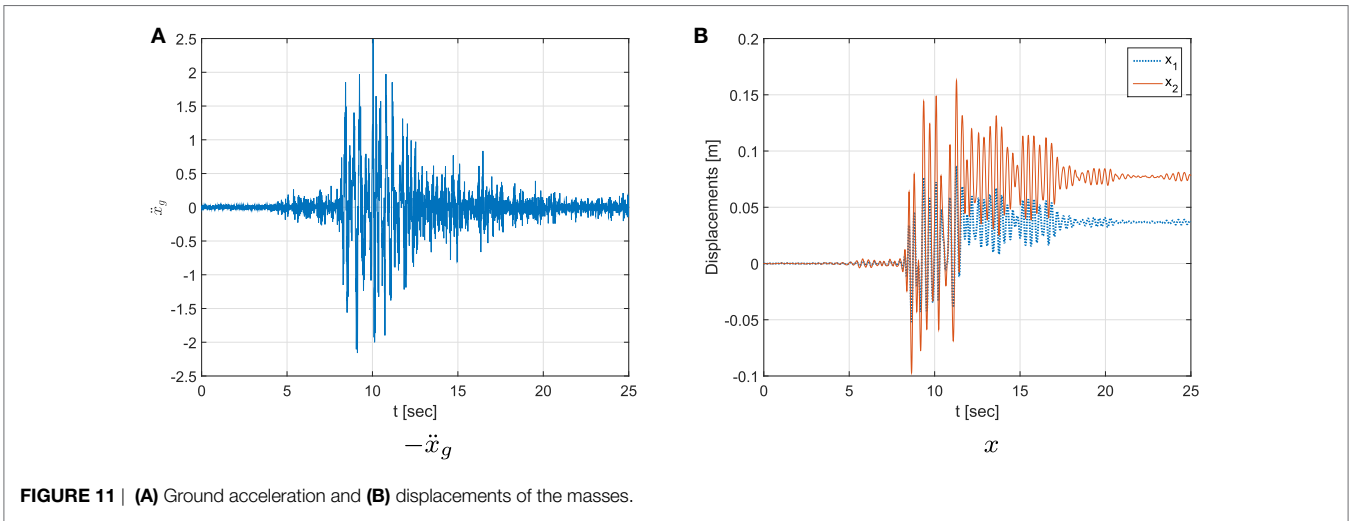 A
2.5
2
1.5
1
0.5
0
-0.5
-1
-1.5
-2
-2.5
ẍg
0 5 10 15 20 25
t [sec]
−ẍg
B
0.2
0.15
0.1
0.05
0
-0.05
-0.1
Displacements [m]
x1
x2
0 5 10 15 20 25
t [sec]
x
FIGURE 11 | (A) Ground acceleration and (B) displacements of the masses.